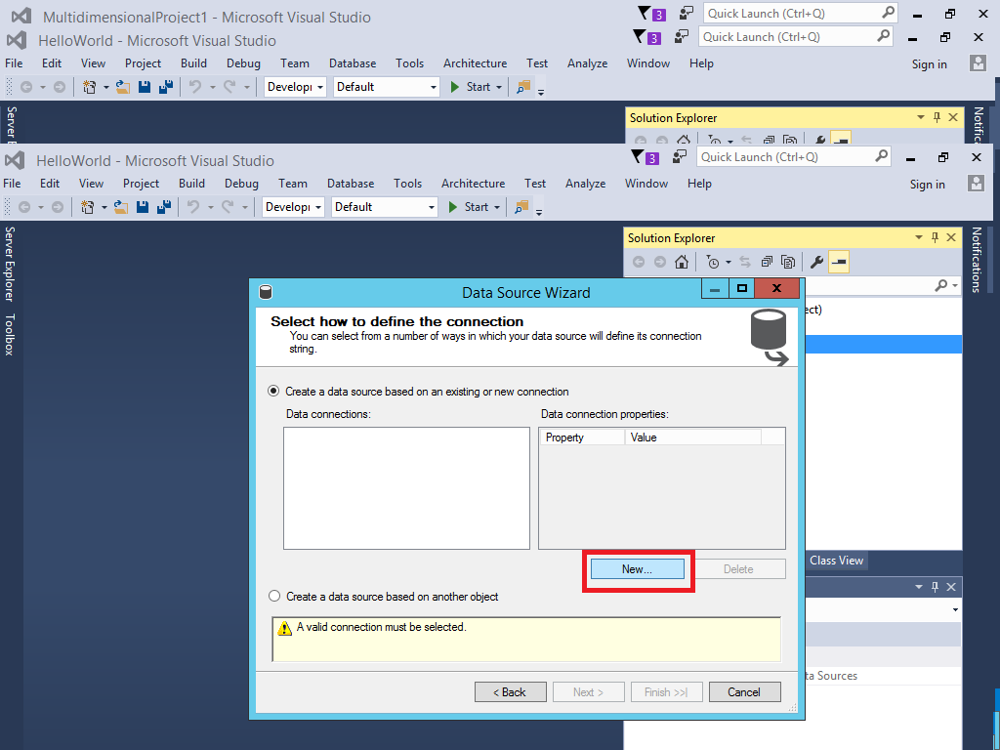 MultidimensionalProject1 - Microsoft Visual Studio
3
Quick Launch (Ctrl+Q)
HelloWorld - Microsoft Visual Studio
3
Quick Launch (Ctrl+Q)
File Edit View Project Build Debug Team Database Tools Architecture Test Analyze Window Help
Sign in
Developı Default Start
Server E
Solution Explorer
Notific
HelloWorld - Microsoft Visual Studio
3
Quick Launch (Ctrl+Q)
File Edit View Project Build Debug Team Database Tools Architecture Test Analyze Window Help
Sign in
Developı Default Start
Server Explorer
Toolbox
Solution Explorer
Notifications
ect)
Data Source Wizard
Select how to define the connection
You can select from a number of ways in which your data source will define its connection
string.
Create a data source based on an existing or new connection
Data connections:
Data connection properties:
Property Value
New...
Delete
Class View
Create a data source based on another object
A valid connection must be selected.
ta Sources
< Back
Next >
Finish >>|
Cancel